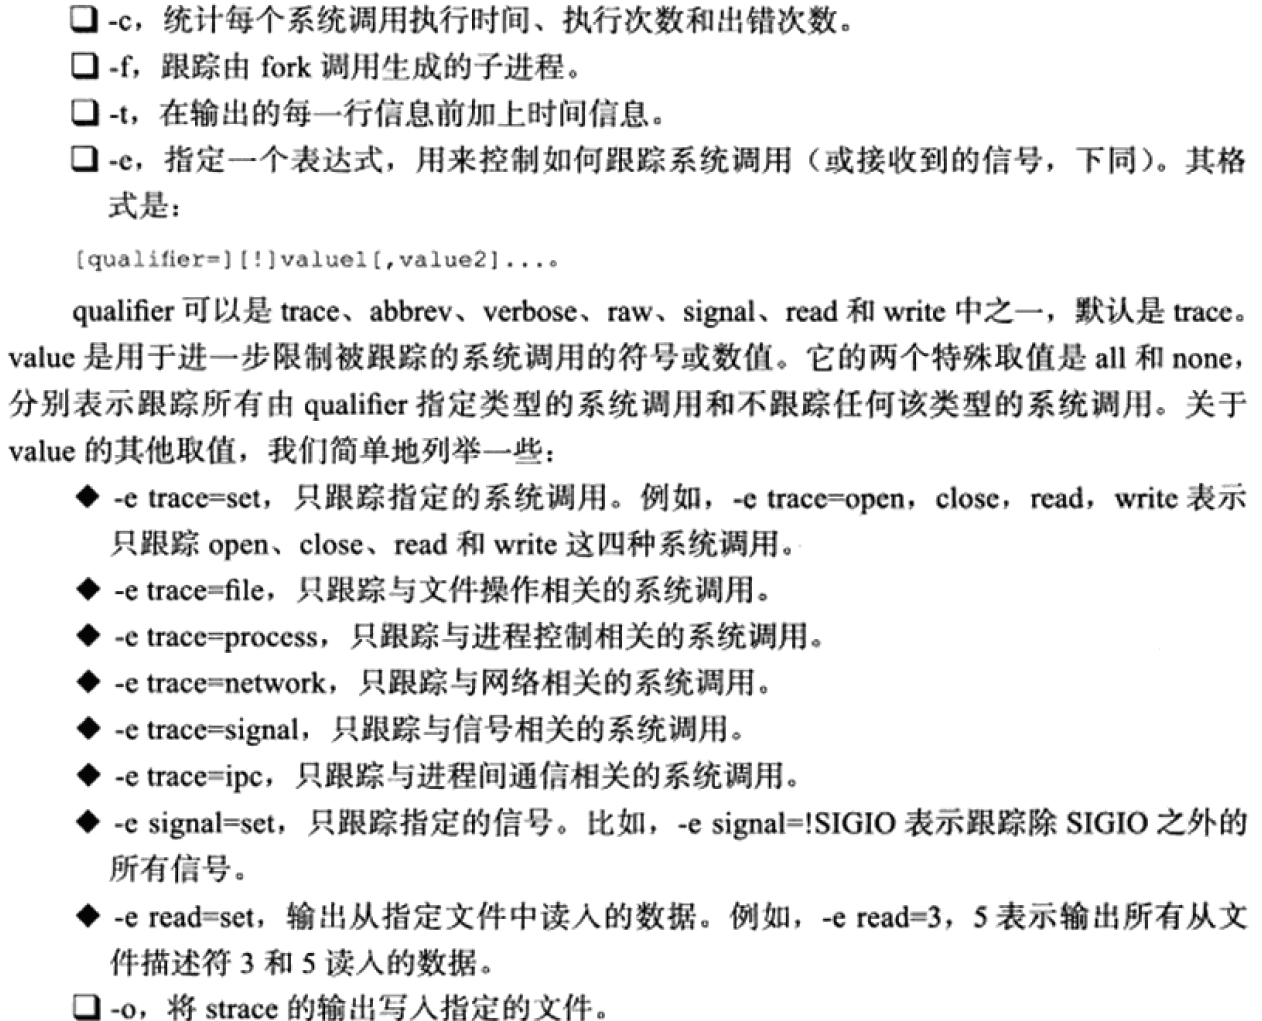 ❑ -c，统计每个系统调用执行时间、执行次数和出错次数。
❑ -f，跟踪由 fork 调用生成的子进程。
❑ -t，在输出的每一行信息前加上时间信息。
❑ -e，指定一个表达式，用来控制如何跟踪系统调用（或接收到的信号，下同）。其格
式是：
[qualifier=][!]value1[,value2]...。
qualifier 可以是 trace、abbrev、verbose、raw、signal、read 和 write 中之一，默认是 trace。
value 是用于进一步限制被跟踪的系统调用的符号或数值。它的两个特殊取值是 all 和 none，
分别表示跟踪所有由 qualifier 指定类型的系统调用和不跟踪任何该类型的系统调用。关于
value 的其他取值，我们简单地列举一些：
◆ -e trace=set，只跟踪指定的系统调用。例如，-e trace=open，close，read，write 表示
只跟踪 open、close、read 和 write 这四种系统调用。
◆ -e trace=file，只跟踪与文件操作相关的系统调用。
◆ -e trace=process，只跟踪与进程控制相关的系统调用。
◆ -e trace=network，只跟踪与网络相关的系统调用。
◆ -e trace=signal，只跟踪与信号相关的系统调用。
◆ -e trace=ipc，只跟踪与进程间通信相关的系统调用。
◆ -e signal=set，只跟踪指定的信号。比如，-e signal=!SIGIO 表示跟踪除 SIGIO 之外的
所有信号。
◆ -e read=set，输出从指定文件中读入的数据。例如，-e read=3，5 表示输出所有从文
件描述符 3 和 5 读入的数据。
❑ -o，将 strace 的输出写入指定的文件。